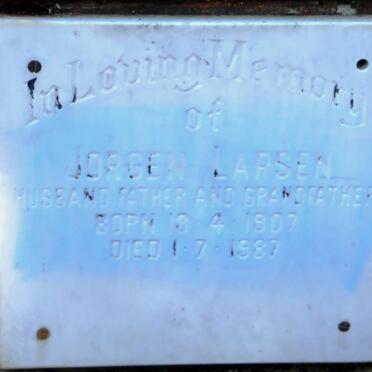 In Loving Memory
of
JORGEN LARSEN
HUSBAND FATHER AND GRANDFATHER
BORN 18-4-1907
DIED 1-7-1987